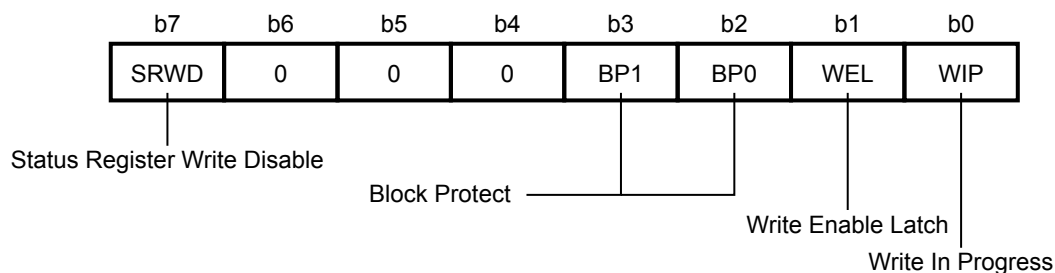 b7 b6 b5 b4 b3 b2 b1 b0
SRWD 0 0 0 BP1 BP0 WEL WIP
Status Register Write Disable
Block Protect
Write Enable Latch
Write In Progress